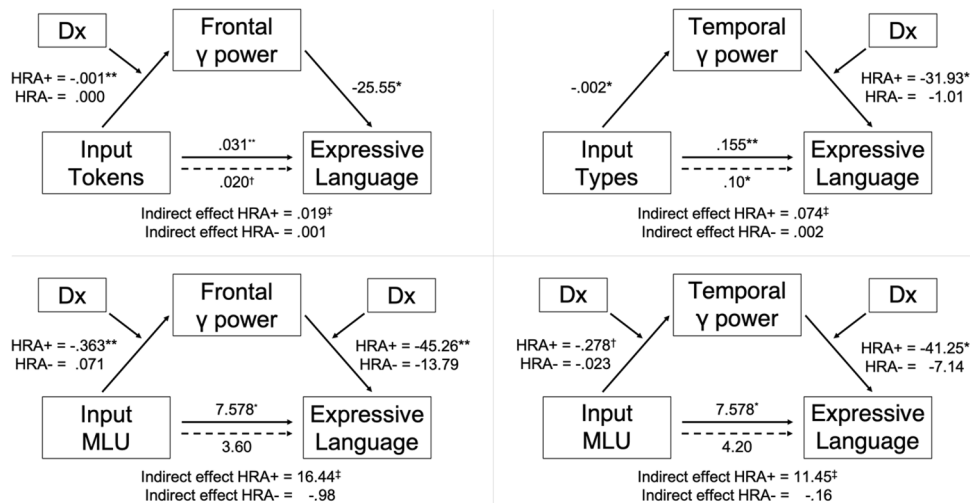 Dx
Frontal
γ power
HRA+ = -.001**
HRA- = .000
-25.55*
Input
Tokens
.031**
.020†
Expressive
Language
Indirect effect HRA+ = .019‡
Indirect effect HRA- = .001
Temporal
γ power
Dx
-.002*
HRA+ = -31.93*
HRA- = -1.01
Input
Types
.155**
.10*
Expressive
Language
Indirect effect HRA+ = .074‡
Indirect effect HRA- = .002
Dx
Frontal
γ power
Dx
HRA+ = -.363**
HRA- = .071
HRA+ = -45.26**
HRA- = -13.79
Input
MLU
7.578*
3.60
Expressive
Language
Indirect effect HRA+ = 16.44‡
Indirect effect HRA- = -.98
Dx
Temporal
γ power
Dx
HRA+ = -.278†
HRA- = -.023
HRA+ = -41.25*
HRA- = -7.14
Input
MLU
7.578*
4.20
Expressive
Language
Indirect effect HRA+ = 11.45‡
Indirect effect HRA- = -.16